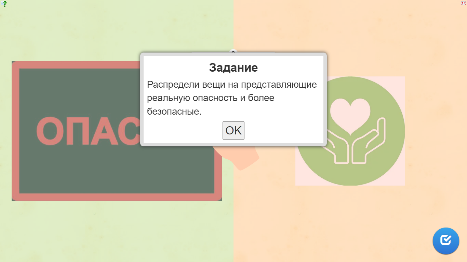 Задание
Распредели вещи на представляющие
реальную опасность и более
безопасные.
OK
ОПАС